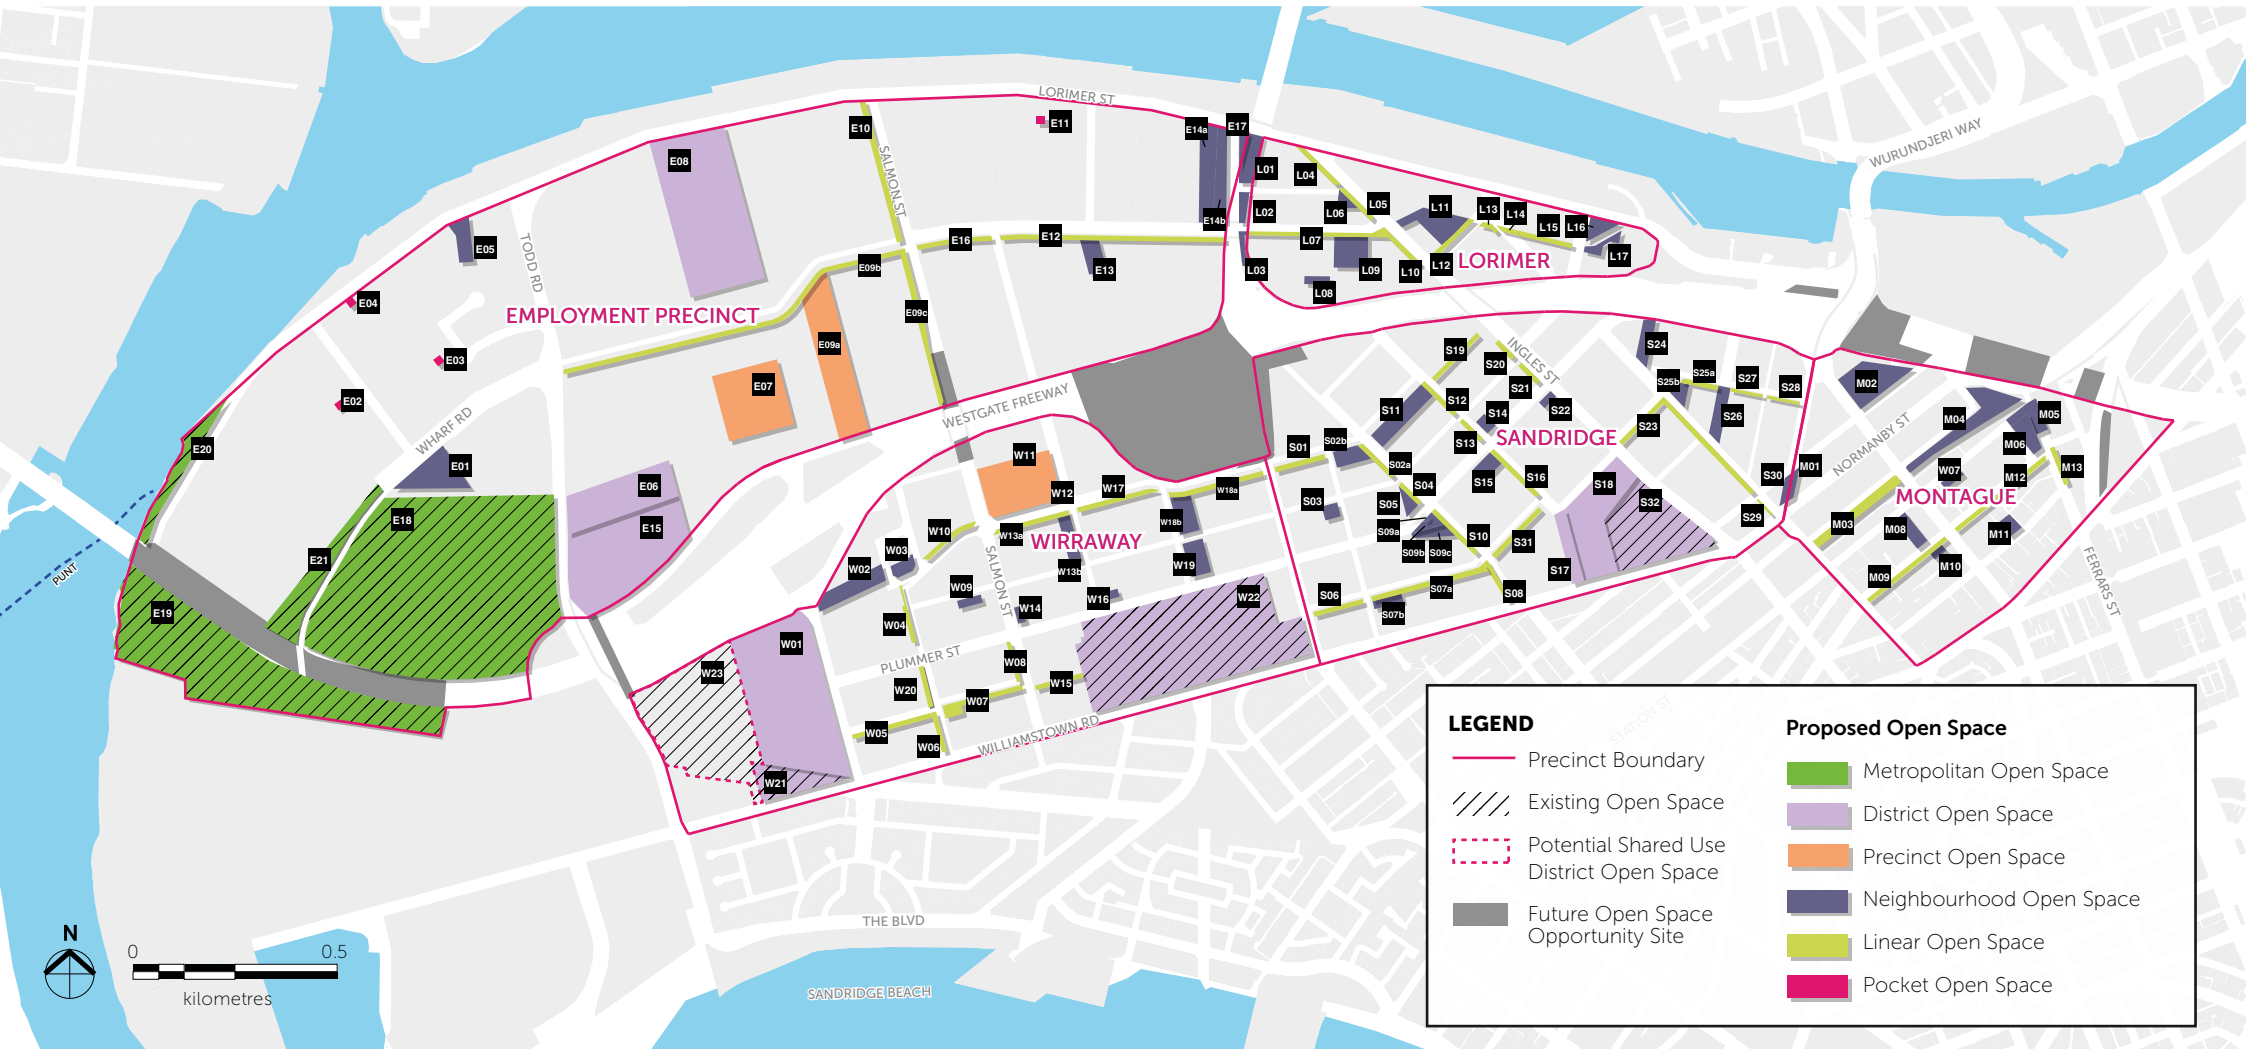 LORIMER ST
WURUNDJERI WAY
E08
E10
SALMON ST
E11
E14a
E17
E14b
L01
L02
L03
L04
L05
L06
L07
L08
L09
L10
L11
L12
L13
L14
L15
L16
L17
LORIMER
E05
TODD RD
E16
E12
E13
E09b
E09c
E04
E03
E02
EMPLOYMENT PRECINCT
E09a
E07
WESTGATE FREEWAY
WHARF RD
E01
E20
E18
E21
E19
PUNT
E06
E15
S19
S20
INGLES ST
S21
S22
S24
S25a
S25b
S27
S28
S26
S11
S12
S14
S13
SANDRIDGE
S23
S01
S02b
S02a
S03
S04
S05
S15
S16
S18
S32
S30
S29
S09a
S09b
S09c
S10
S31
S17
S06
S07a
S07b
S08
M02
M04
M05
M06
NORMANBY ST
M01
W07
M12
M13
MONTAGUE
M03
M08
M11
M10
M09
FERRARS ST
W11
W12
W17
W18a
W18b
W10
W13a
WIRRAWAY
W03
W02
W13b
W19
W09
SALMON ST
W14
W16
W22
W04
W01
PLUMMER ST
W08
W15
W23
W20
W07
W05
W06
W21
WILLIAMSTOWN RD
THE BLVD
SANDRIDGE BEACH
N
0 0.5
kilometres
LEGEND
Precinct Boundary
Existing Open Space
Potential Shared Use
District Open Space
Future Open Space
Opportunity Site
Proposed Open Space
Metropolitan Open Space
District Open Space
Precinct Open Space
Neighbourhood Open Space
Linear Open Space
Pocket Open Space